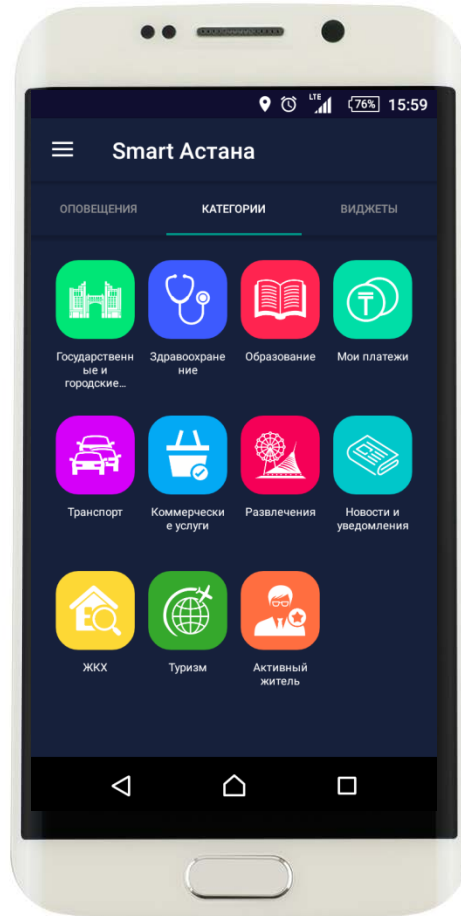 LTE
76%
15:59
Smart Астана
ОПОВЕЩЕНИЯ
КАТЕГОРИИ
ВИДЖЕТЫ
Государственн
ые и
городские...
Здравоохране
ние
Образование
Мои платежи
Транспорт
Коммерчески
е услуги
Развлечения
Новости и
уведомления
ЖКХ
Туризм
Активный
житель